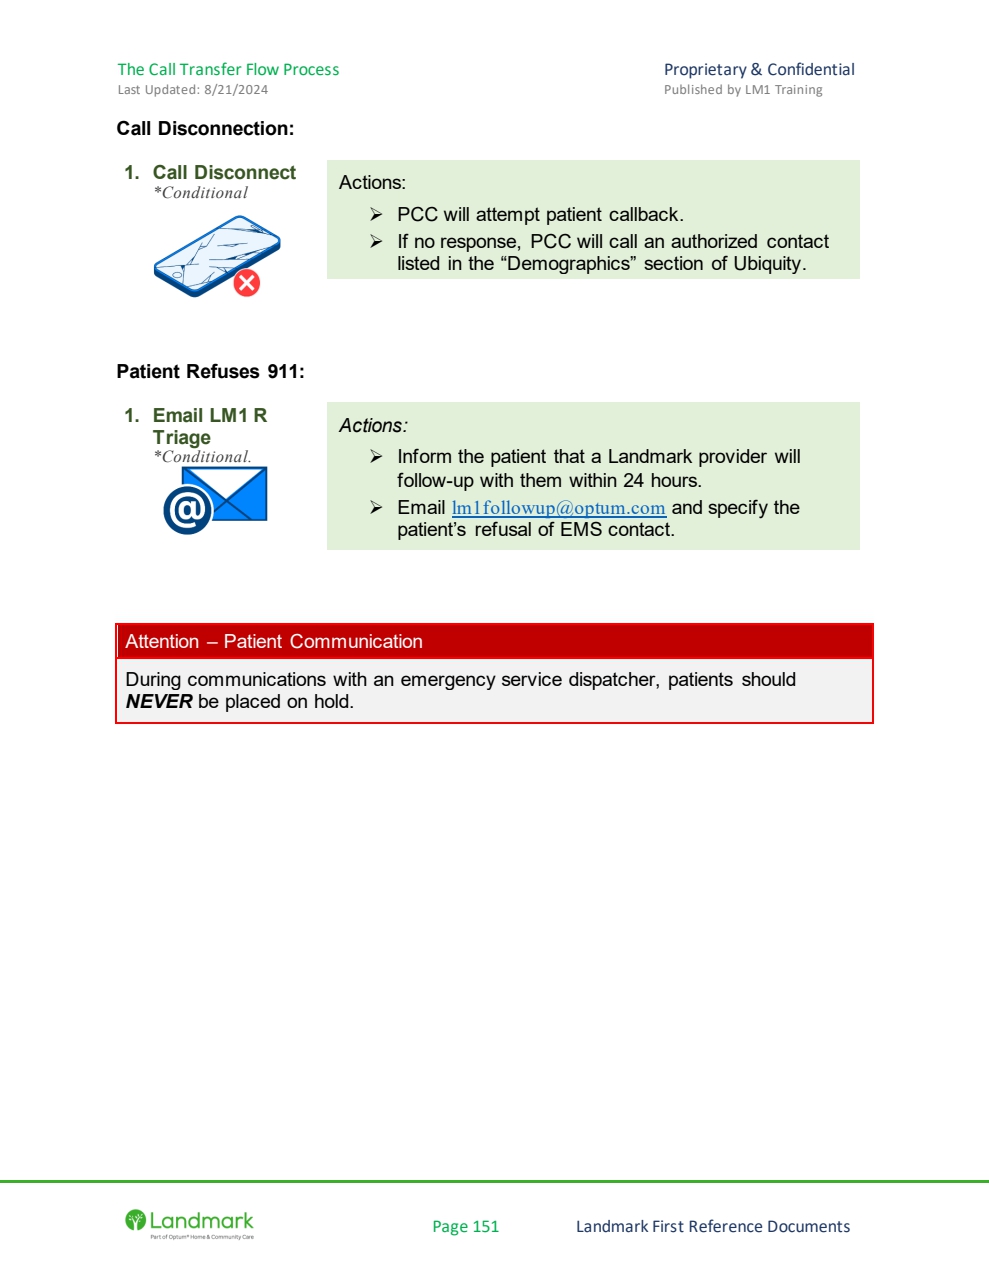 The Call Transfer Flow Process
Proprietary & Confidential
Last Updated: 8/21/2024
Published by LM1 Training
Call Disconnection:
1. Call Disconnect
*Conditional
Actions:
➢ PCC will attempt patient callback.
➢ If no response, PCC will call an authorized contact
listed in the “Demographics” section of Ubiquity.
Patient Refuses 911:
1. Email LM1 R
Triage
*Conditional.
@
Actions:
➢ Inform the patient that a Landmark provider will
follow-up with them within 24 hours.
➢ Email lm1followup@optum.com and specify the
patient’s refusal of EMS contact.
Attention – Patient Communication
During communications with an emergency service dispatcher, patients should
NEVER be placed on hold.
Landmark
Part of Optum® Home & Community Care
Page 151
Landmark First Reference Documents